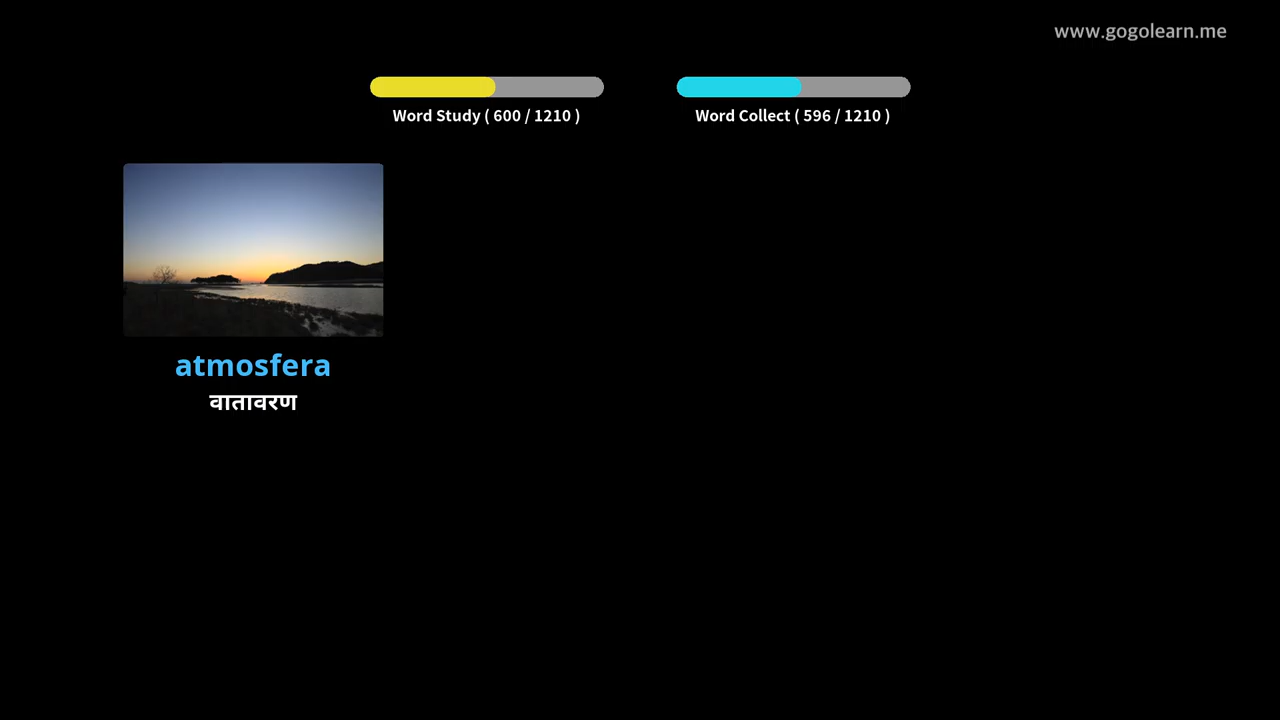 www.gogolearn.me
Word Study ( 600 / 1210 )
Word Collect ( 596 / 1210 )
atmosfera
वातावरण